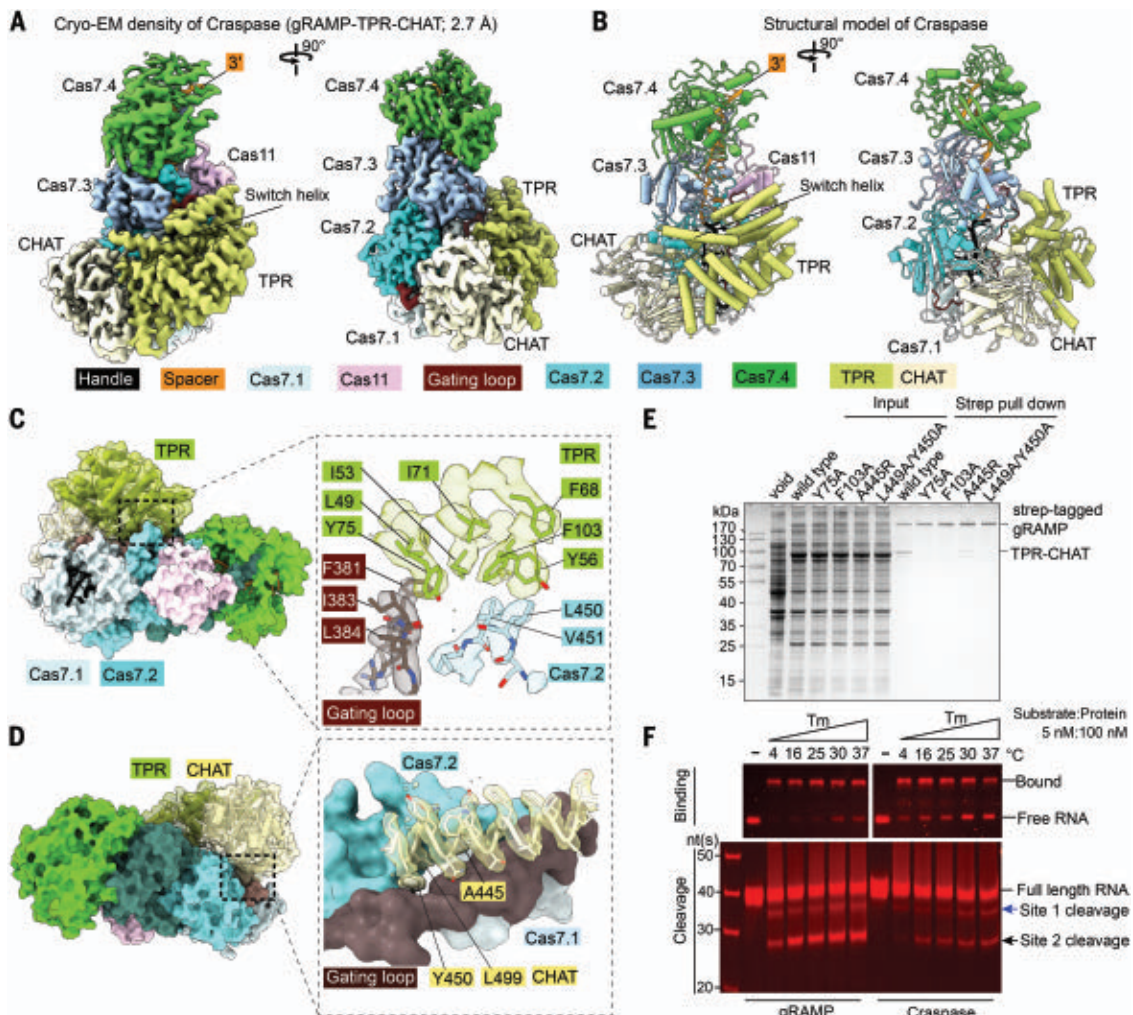 A Cryo-EM density of Craspase (gRAMP-TPR-CHAT; 2.7 Å)
90°
Cas7.4
3'
Cas7.4
Cas11
Cas7.3
Cas7.3
TPR
Switch helix
Cas7.2
CHAT
TPR
Cas7.1
CHAT
B Structural model of Craspase
90°
3'
Cas7.4
Cas7.4
Cas7.3
Cas11
Cas7.3
TPR
Switch helix
Cas7.2
CHAT
TPR
Cas7.1
CHAT
Handle Spacer Cas7.1 Cas11 Gating loop Cas7.2 Cas7.3 Cas7.4 TPR CHAT
C
TPR
Cas7.1 Cas7.2
I53
I71
TPR
L49
F68
Y75
F103
F381
Y56
I383
L450
L384
V451
Cas7.2
Gating loop
D
TPR CHAT
Cas7.2
A445
Cas7.1
Gating loop
Y450 L499 CHAT
E
Input Strep pull down
void
wild type
Y75A
F103A
A445R
L449A/Y450A
wild type
Y75A
F103A
A445R
L449A/Y450A
kDa
170
130
100
70
55
40
35
25
15
strep-tagged
gRAMP
TPR-CHAT
F
Tm Tm Substrate:Protein
5 nM:100 nM
– 4 16 25 30 37 – 4 16 25 30 37 °C
Binding
Bound
Free RNA
nt(s)
50
40
30
20
Cleavage
Full length RNA
Site 1 cleavage
Site 2 cleavage
gRAMP Craspase